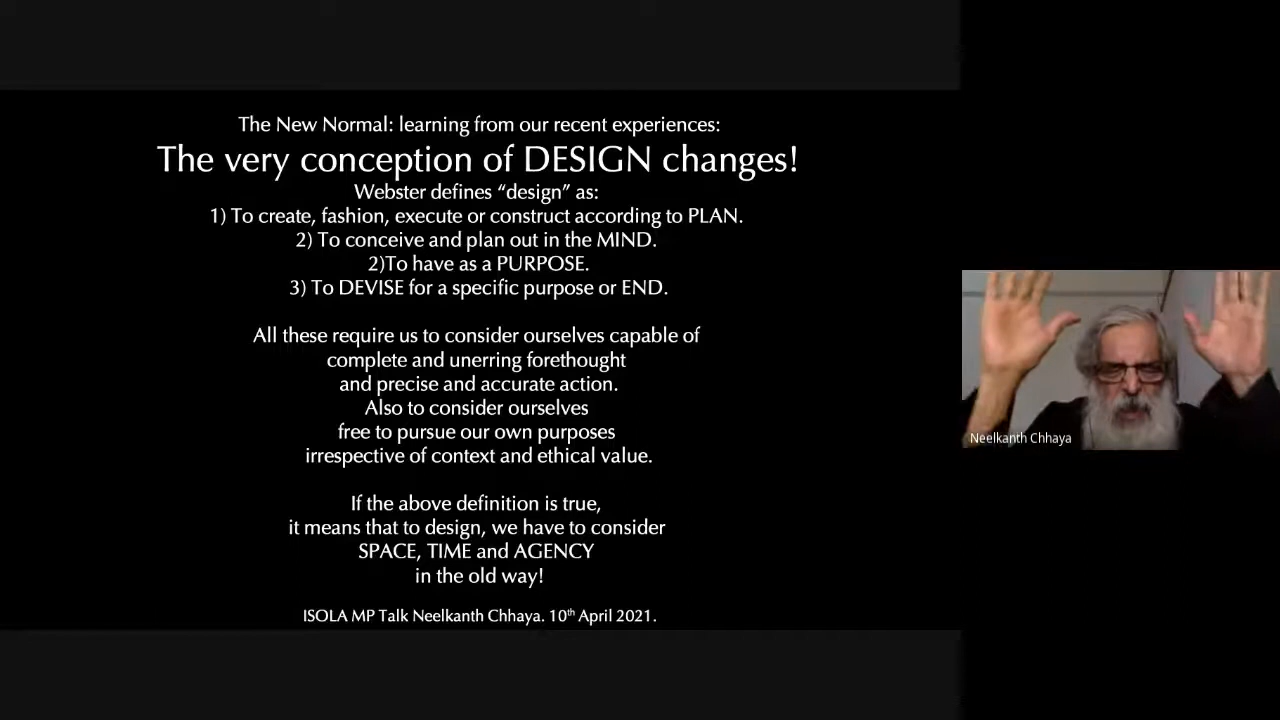 The New Normal: learning from our recent experiences:
The very conception of DESIGN changes!
Webster defines “design” as:
1) To create, fashion, execute or construct according to PLAN.
2) To conceive and plan out in the MIND.
2)To have as a PURPOSE.
3) To DEVISE for a specific purpose or END.
All these require us to consider ourselves capable of
complete and unerring forethought
and precise and accurate action.
Also to consider ourselves
free to pursue our own purposes
irrespective of context and ethical value.
If the above definition is true,
it means that to design, we have to consider
SPACE, TIME and AGENCY
in the old way!
ISOLA MP Talk Neelkanth Chhaya. 10th April 2021.
Neelkanth Chhaya